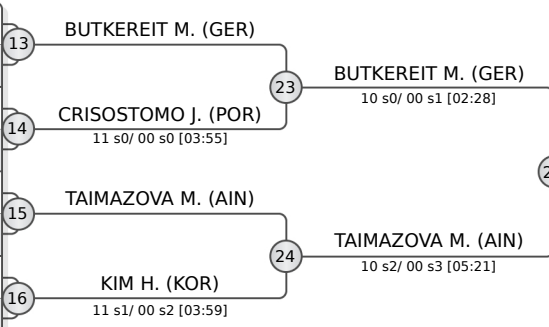 BUTKEREIT M. (GER)
13
23
BUTKEREIT M. (GER)
10 s0/ 00 s1 [02:28]
CRISOSTOMO J. (POR)
14
11 s0/ 00 s0 [03:55]
TAIMAZOVA M. (AIN)
15
24
TAIMAZOVA M. (AIN)
10 s2/ 00 s3 [05:21]
KIM H. (KOR)
16
11 s1/ 00 s2 [03:59]